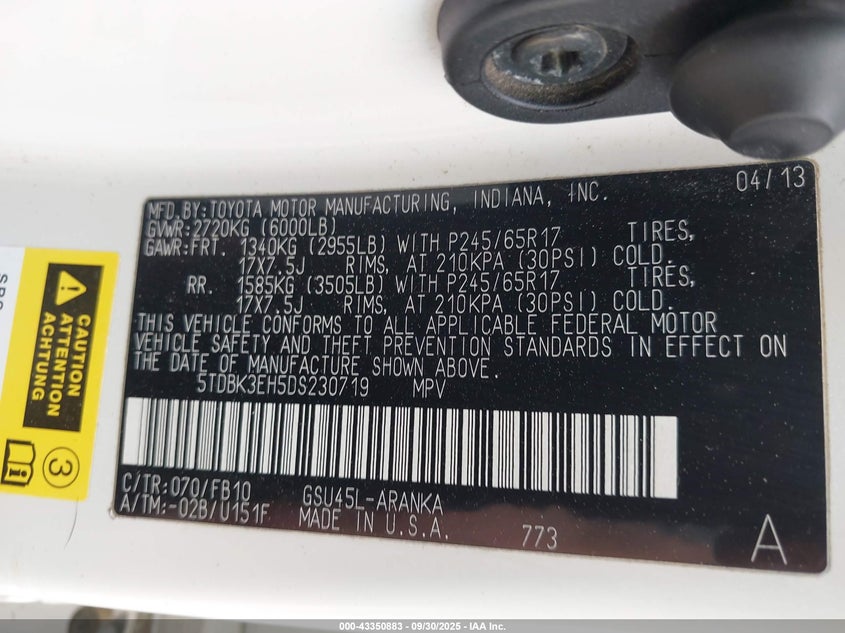 04/13
MFD.BY:TOYOTA MOTOR MANUFACTURING, INDIANA, INC.
GVWR:2720KG (6000LB)
GAWR:FRT. 1340KG (2955LB) WITH P245/65R17 TIRES,
17X7.5J RIMS, AT 210KPA (30PSI) COLD.
RR. 1585KG (3505LB) WITH P245/65R17 TIRES,
17X7.5J RIMS, AT 210KPA (30PSI) COLD.
THIS VEHICLE CONFORMS TO ALL APPLICABLE FEDERAL MOTOR
VEHICLE SAFETY AND THEFT PREVENTION STANDARDS IN EFFECT ON
THE DATE OF MANUFACTURE SHOWN ABOVE.
5TDBK3EH5DS230719 MPV
C/TR:070/FB10 GSU45L-ARANKA
A/TM:-02B/U151F MADE IN U.S.A. 773 A
CAUTION
ATTENTION
ACHTUNG
3
000-43350883 - 09/30/2025 - IAA Inc.